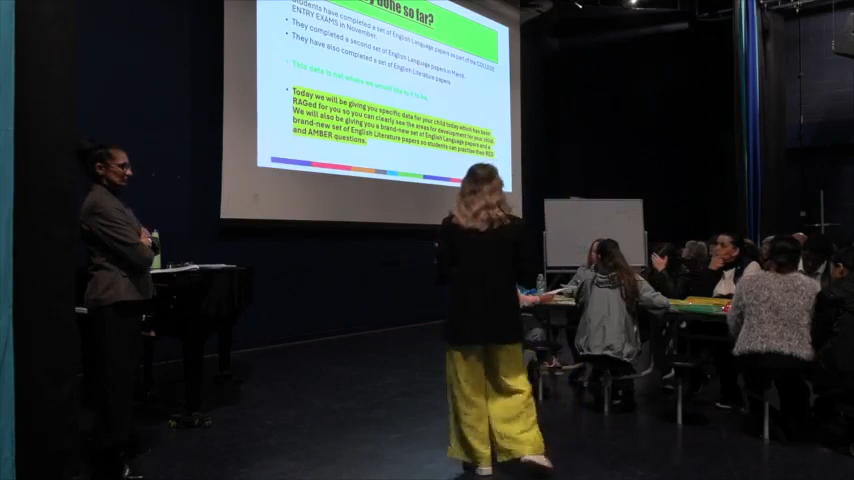 done so far?
Students have completed a set of English Language papers as part of the COLLEGE
ENTRY EXAMS in November.
They completed a second set of English Language papers in March.
They have also completed a set of English Literature papers
This data is not where we would like to it to be.
Today we will be giving you specific data for your child today which has been
RAGed for you so you can clearly see the areas for development for your child.
We will also be giving you a brand-new set of English Language papers and a
brand-new set of English Literature papers so students can practise their RED
and AMBER questions.